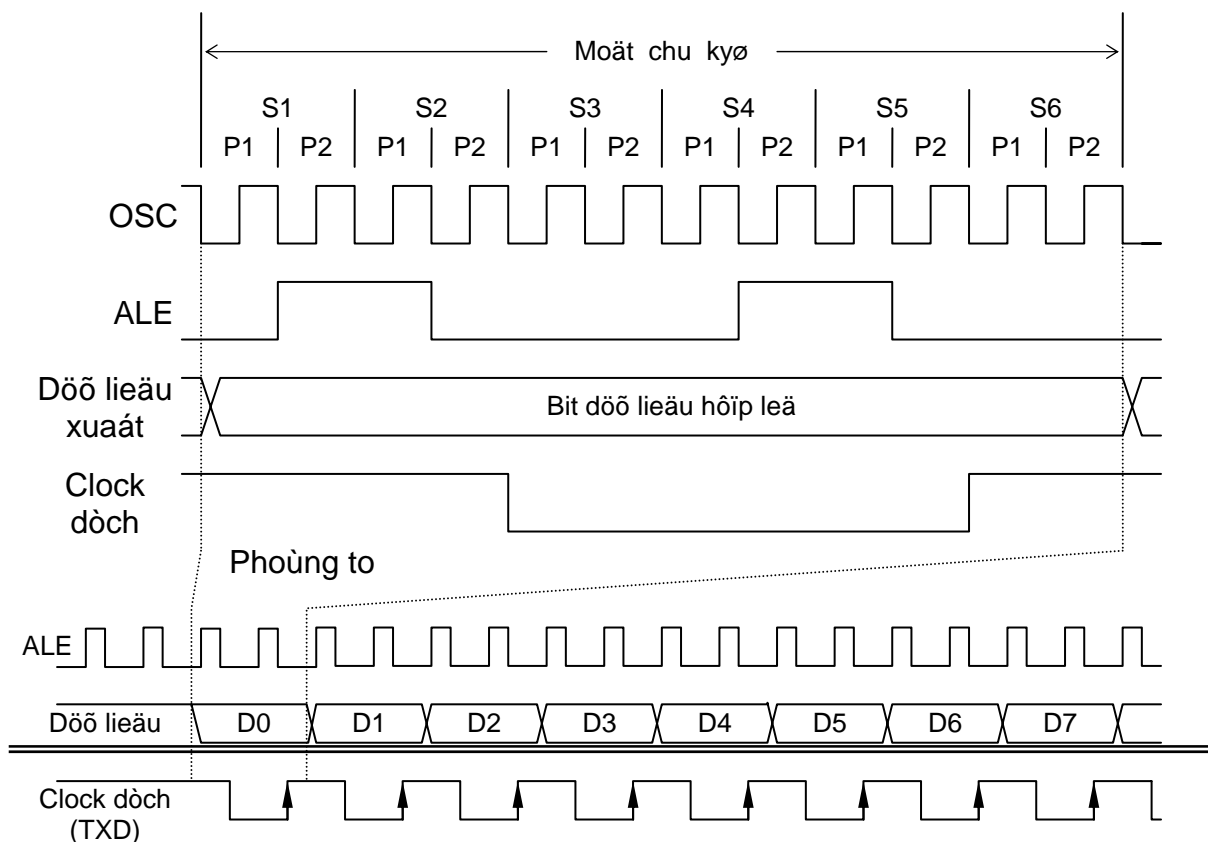 Moät chu kyø
S1 S2 S3 S4 S5 S6
P1 P2 P1 P2 P1 P2 P1 P2 P1 P2 P1 P2
OSC
ALE
Döõ lieäu
xuaát
Bit döõ lieäu hôïp leä
Clock
dòch
Phoùng to
ALE
Döõ lieäu D0 D1 D2 D3 D4 D5 D6 D7
Clock dòch
(TXD)